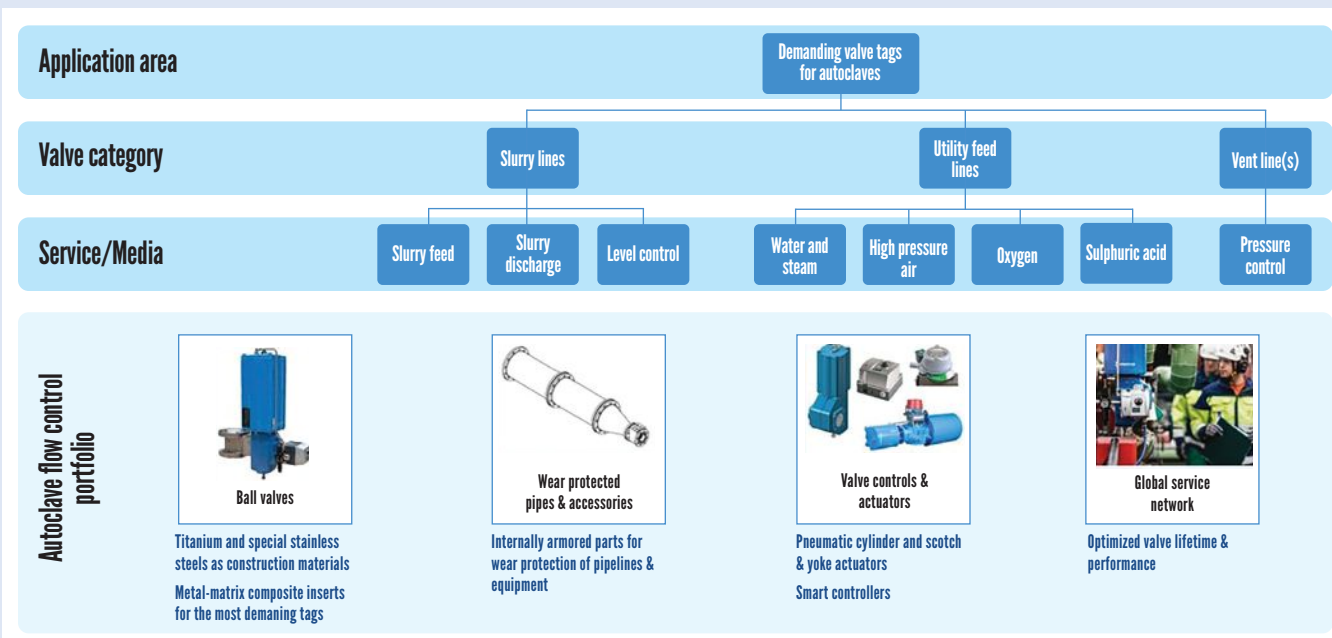 Application area
Demanding valve tags
for autoclaves
Valve category
Slurry lines
Utility feed
lines
Vent line(s)
Service/Media
Slurry feed
Slurry
discharge
Level control
Water and
steam
High pressure
air
Oxygen
Sulphuric acid
Pressure
control
Autoclave flow control
portfolio
Ball valves
Titanium and special stainless
steels as construction materials
Metal-matrix composite inserts
for the most demaning tags
Wear protected
pipes & accessories
Internally armored parts for
wear protection of pipelines &
equipment
Valve controls &
actuators
Pneumatic cylinder and scotch
& yoke actuators
Smart controllers
Global service
network
Optimized valve lifetime &
performance